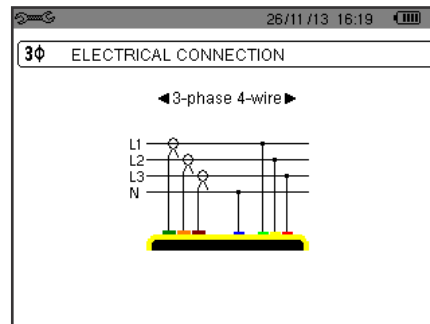 26/11/13 16:19
3Φ ELECTRICAL CONNECTION
◄3-phase 4-wire►
L1
L2
L3
N